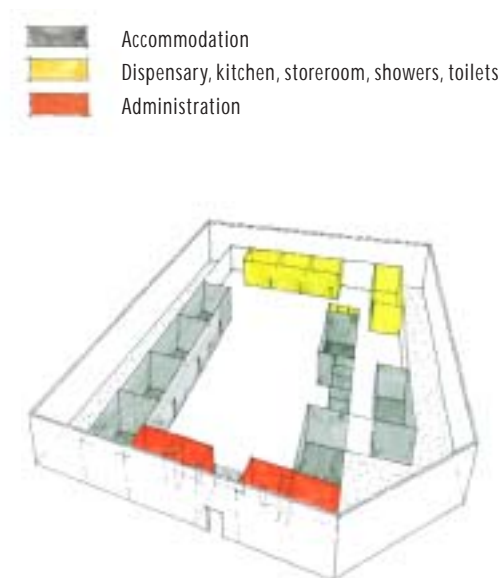 Accommodation
Dispensary, kitchen, storeroom, showers, toilets
Administration